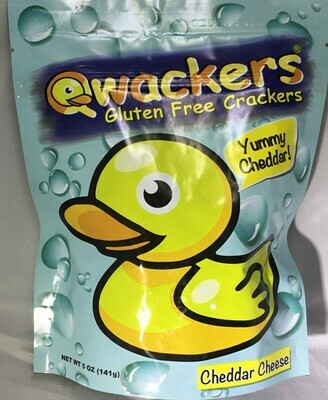 Qwackers®
Gluten Free Crackers
Yummy
Cheddar!
NET WT 5 OZ (141g)
Cheddar Cheese